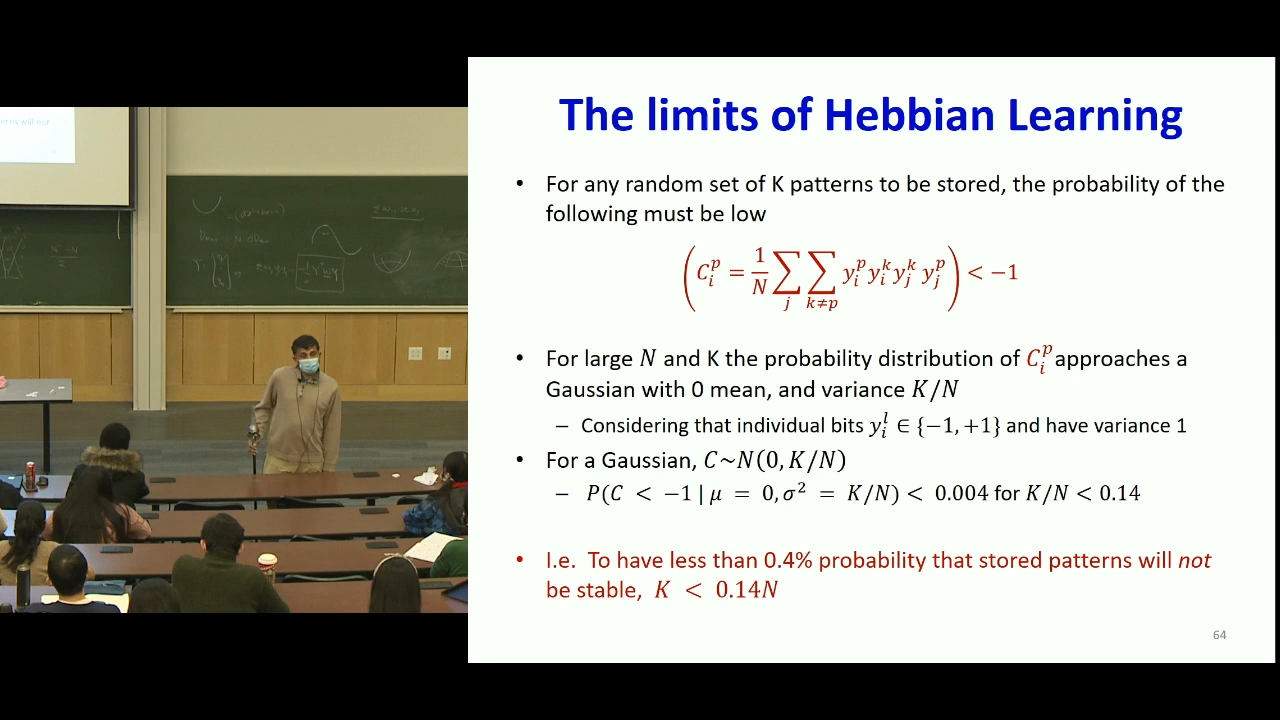 The limits of Hebbian Learning
• For any random set of K patterns to be stored, the probability of the
following must be low
(C_i^p = 1/N ∑_j ∑_{k≠p} y_i^p y_i^k y_j^k y_j^p) < −1
• For large N and K the probability distribution of C_i^p approaches a
Gaussian with 0 mean, and variance K/N
– Considering that individual bits y_i^l ∈ {−1, +1} and have variance 1
• For a Gaussian, C~N(0, K/N)
– P(C < −1 | μ = 0, σ² = K/N) < 0.004 for K/N < 0.14
• I.e. To have less than 0.4% probability that stored patterns will not
be stable, K < 0.14N
64